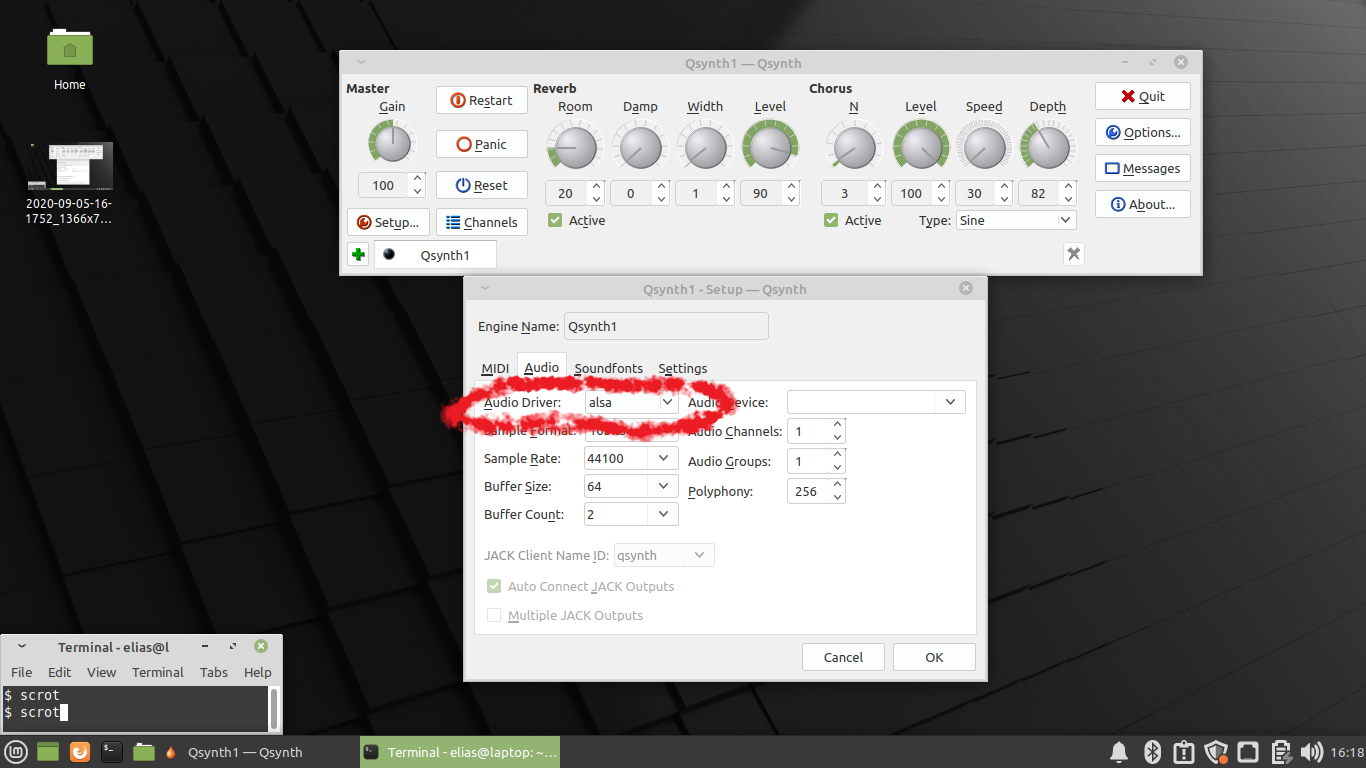 Home
2020-09-05-16-
1752_1366x7...
Qsynth1 — Qsynth
Master
Gain
100
Setup...
Restart
Panic
Reset
Channels
Reverb
Room
Damp
Width
Level
20
0
1
90
Active
Chorus
N
Level
Speed
Depth
3
100
30
82
Active
Type:
Sine
Quit
Options...
Messages
About...
Qsynth1
Qsynth1 - Setup — Qsynth
Engine Name:
Qsynth1
MIDI
Audio
Soundfonts
Settings
Audio Driver:
alsa
Audio Device:
Sample Format:
Audio Channels:
1
Sample Rate:
44100
Audio Groups:
1
Buffer Size:
64
Polyphony:
256
Buffer Count:
2
JACK Client Name ID:
qsynth
Auto Connect JACK Outputs
Multiple JACK Outputs
Cancel
OK
Terminal - elias@l
File Edit View Terminal Tabs Help
$ scrot
$ scrot
Qsynth1 — Qsynth
Terminal - elias@laptop: ~...
16:18